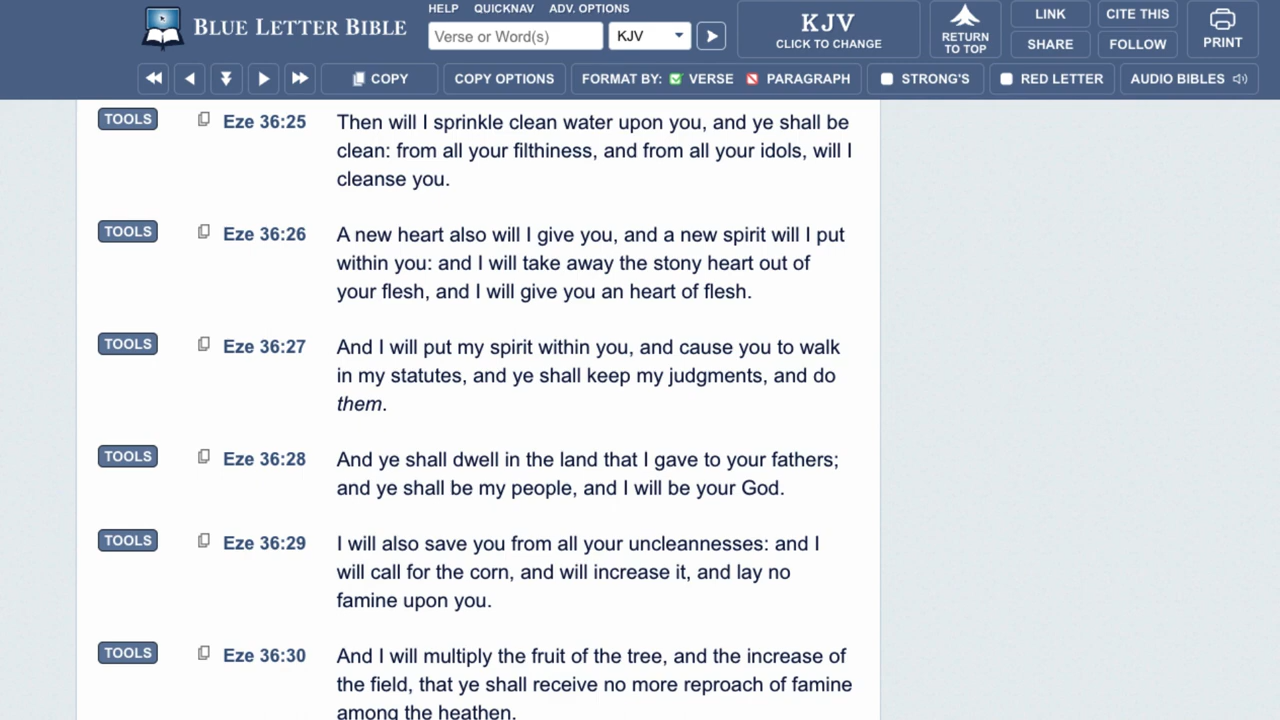 BLUE LETTER BIBLE
HELP QUICKNAV ADV. OPTIONS
Verse or Word(s)
KJV
KJV
CLICK TO CHANGE
RETURN
TO TOP
LINK
CITE THIS
SHARE
FOLLOW
PRINT
COPY
COPY OPTIONS
FORMAT BY: VERSE PARAGRAPH
STRONG'S
RED LETTER
AUDIO BIBLES
TOOLS Eze 36:25 Then will I sprinkle clean water upon you, and ye shall be
clean: from all your filthiness, and from all your idols, will I
cleanse you.
TOOLS Eze 36:26 A new heart also will I give you, and a new spirit will I put
within you: and I will take away the stony heart out of
your flesh, and I will give you an heart of flesh.
TOOLS Eze 36:27 And I will put my spirit within you, and cause you to walk
in my statutes, and ye shall keep my judgments, and do
them.
TOOLS Eze 36:28 And ye shall dwell in the land that I gave to your fathers;
and ye shall be my people, and I will be your God.
TOOLS Eze 36:29 I will also save you from all your uncleannesses: and I
will call for the corn, and will increase it, and lay no
famine upon you.
TOOLS Eze 36:30 And I will multiply the fruit of the tree, and the increase of
the field, that ye shall receive no more reproach of famine
among the heathen.